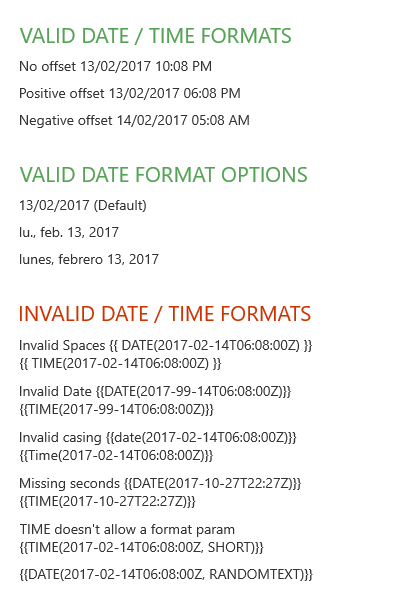 VALID DATE / TIME FORMATS
No offset 13/02/2017 10:08 PM
Positive offset 13/02/2017 06:08 PM
Negative offset 14/02/2017 05:08 AM
VALID DATE FORMAT OPTIONS
13/02/2017 (Default)
lu., feb. 13, 2017
lunes, febrero 13, 2017
INVALID DATE / TIME FORMATS
Invalid Spaces {{ DATE(2017-02-14T06:08:00Z) }}
{{ TIME(2017-02-14T06:08:00Z) }}
Invalid Date {{DATE(2017-99-14T06:08:00Z)}}
{{TIME(2017-99-14T06:08:00Z)}}
Invalid casing {{date(2017-02-14T06:08:00Z)}}
{{Time(2017-02-14T06:08:00Z)}}
Missing seconds {{DATE(2017-10-27T22:27Z)}}
{{TIME(2017-10-27T22:27Z)}}
TIME doesn't allow a format param
{{TIME(2017-02-14T06:08:00Z, SHORT)}}
{{DATE(2017-02-14T06:08:00Z, RANDOMTEXT)}}